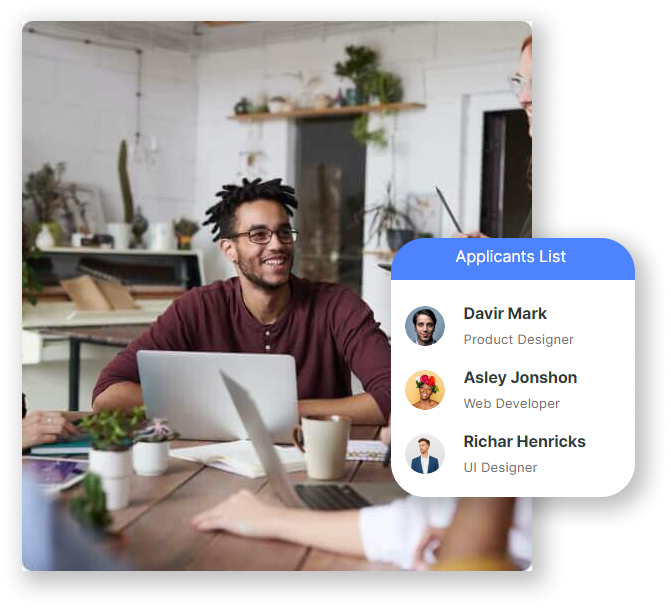 Applicants List
Davir Mark
Product Designer
Asley Jonshon
Web Developer
Richar Henricks
UI Designer